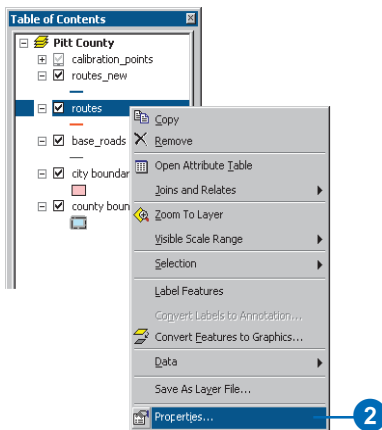 Table of Contents
Pitt County
calibration_points
routes_new
routes
base_roads
city boundar
county boun
Copy
Remove
Open Attribute Table
Joins and Relates
Zoom To Layer
Visible Scale Range
Selection
Label Features
Convert Labels to Annotation...
Convert Features to Graphics...
Data
Save As Layer File...
Properties...
2